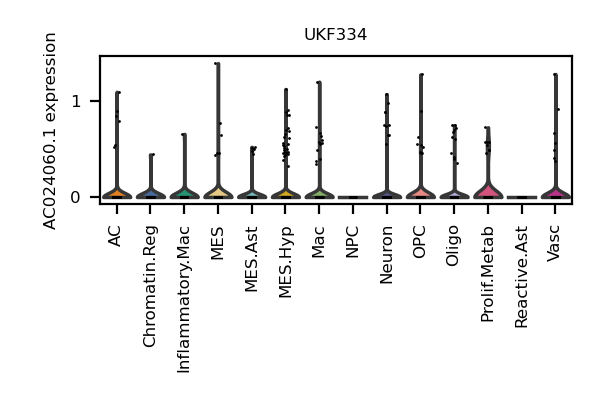 UKF334
AC024060.1 expression
1
0
AC
Chromatin.Reg
Inflammatory.Mac
MES
MES.Ast
MES.Hyp
Mac
NPC
Neuron
OPC
Oligo
Prolif.Metab
Reactive.Ast
Vasc